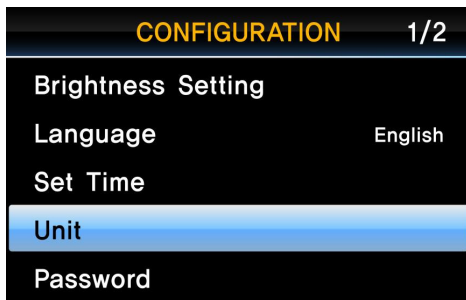 CONFIGURATION 1/2
Brightness Setting
Language English
Set Time
Unit
Password